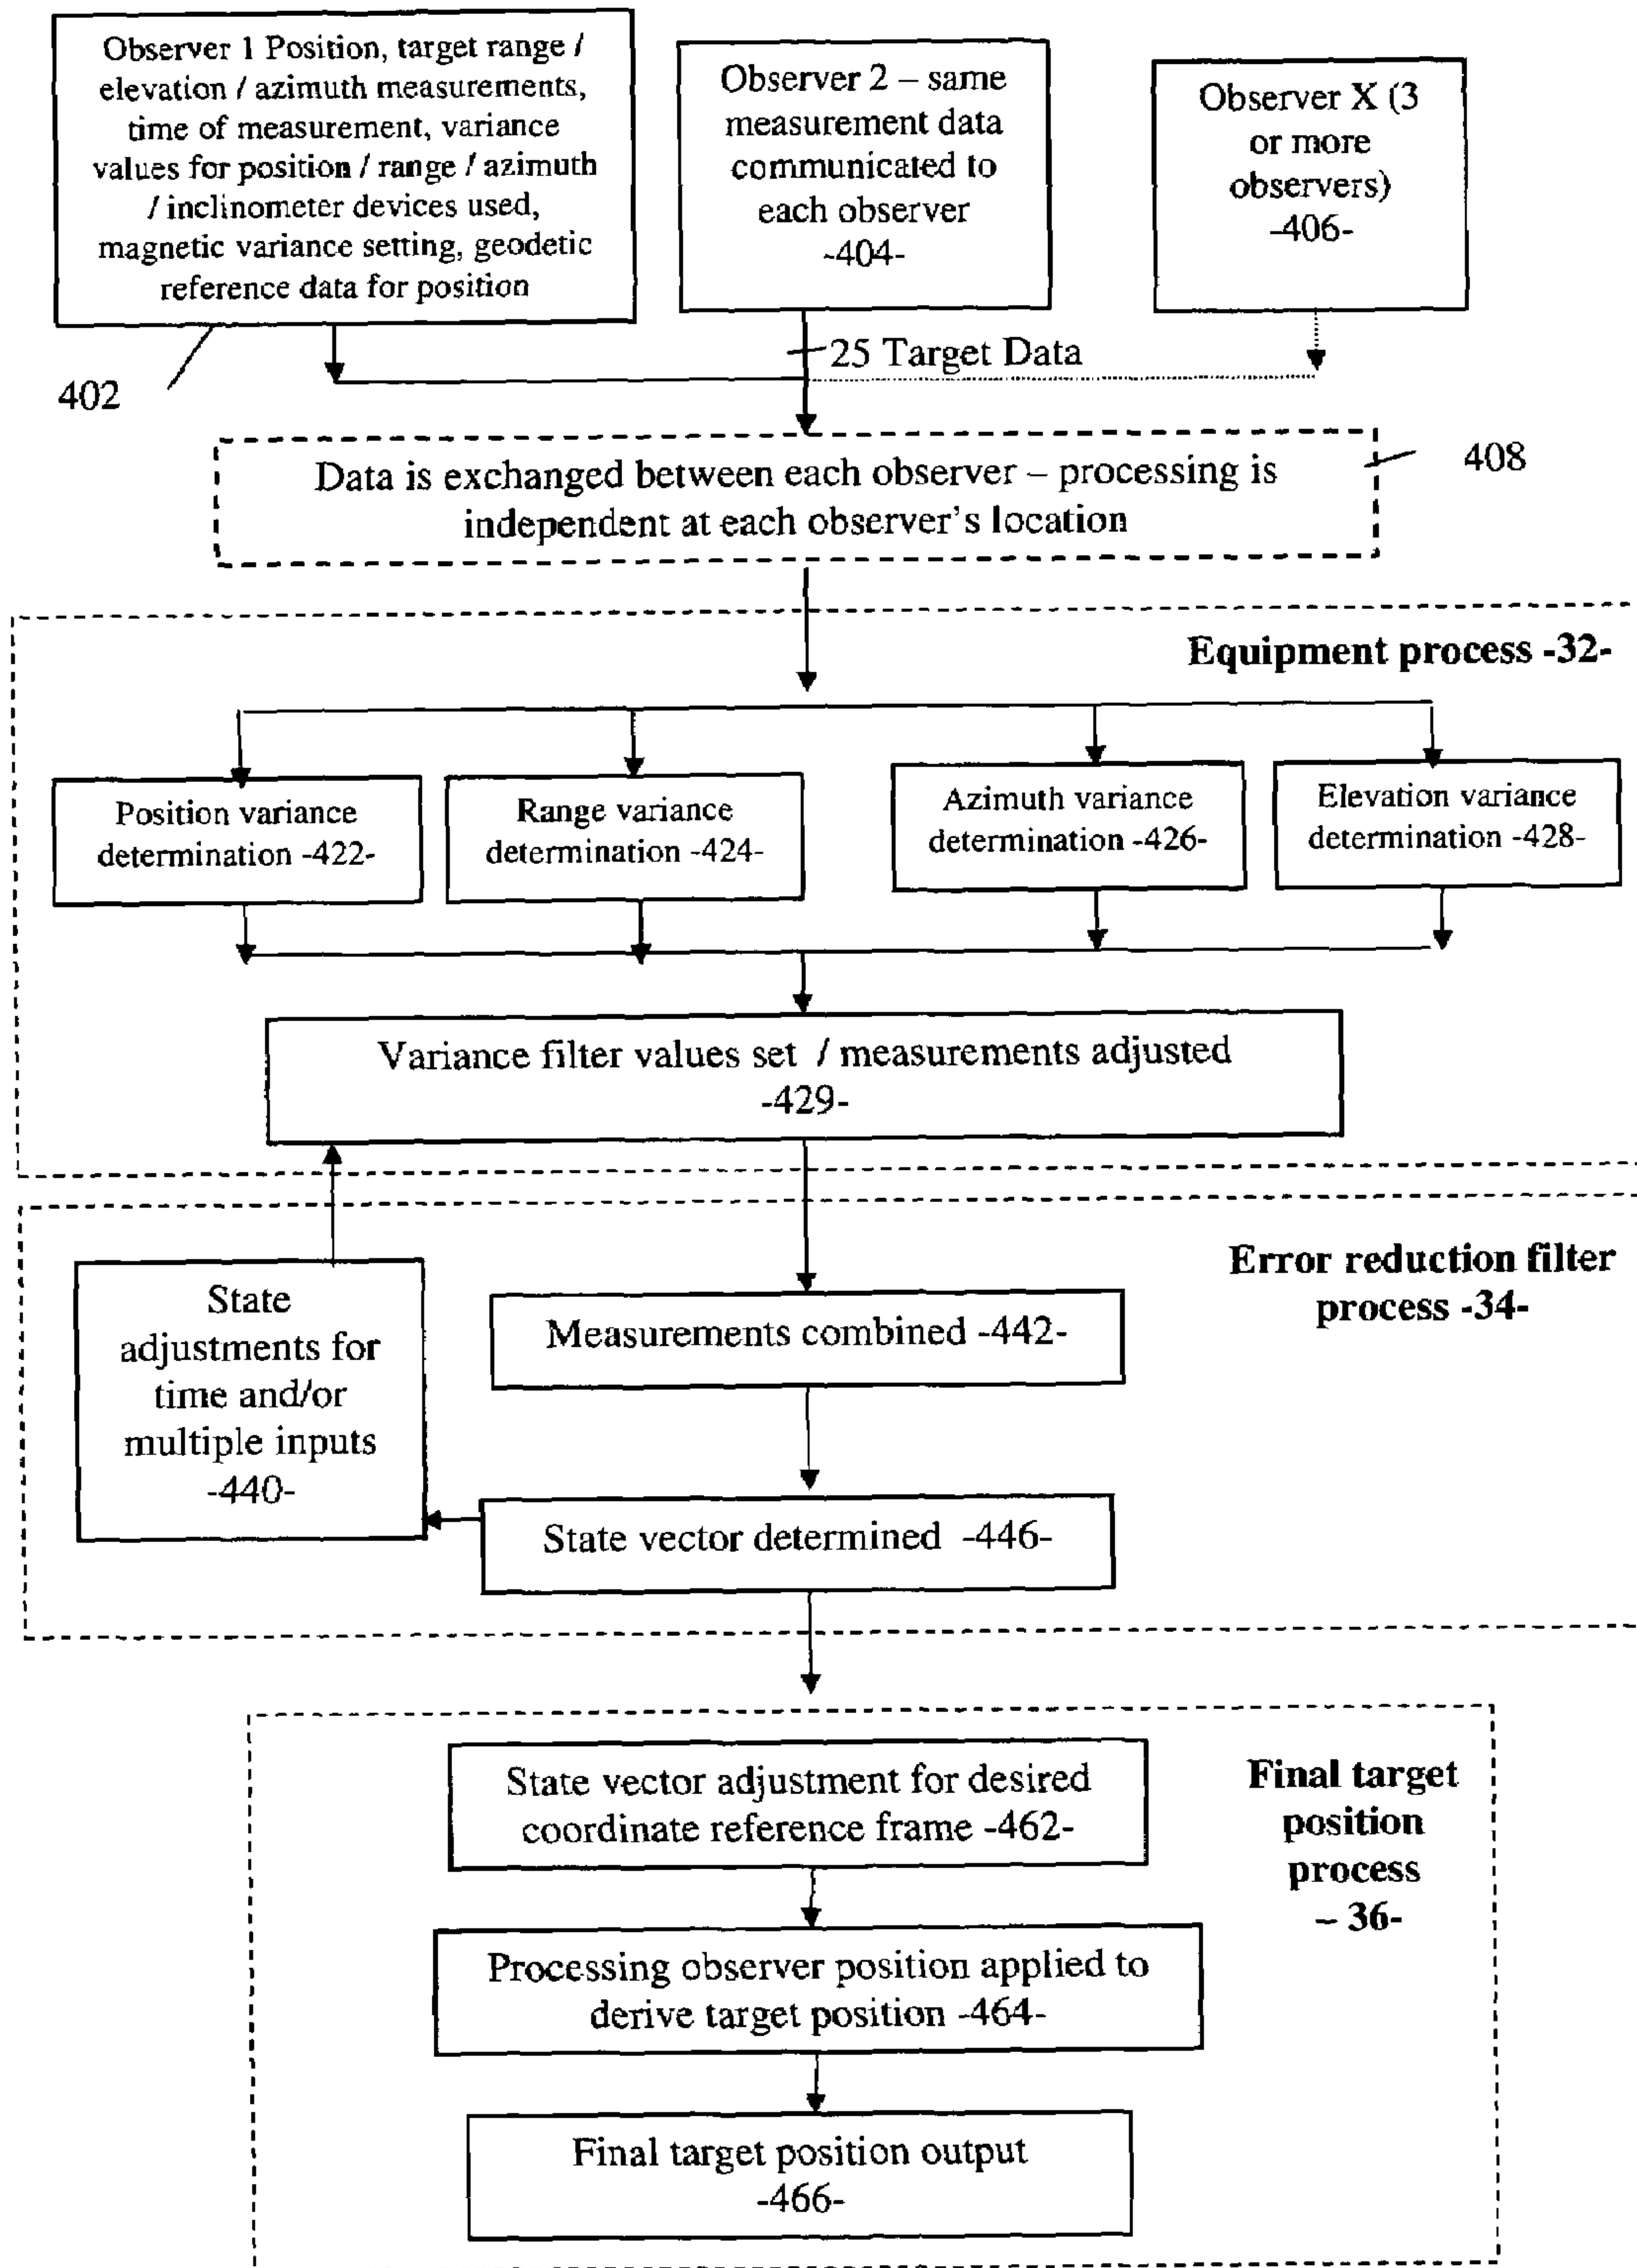 Observer 1 Position, target range /
elevation / azimuth measurements,
time of measurement, variance
values for position / range / azimuth
/ inclinometer devices used,
magnetic variance setting, geodetic
reference data for position
402
Observer 2 – same
measurement data
communicated to
each observer
-404-
Observer X (3
or more
observers)
-406-
25 Target Data
Data is exchanged between each observer – processing is
independent at each observer's location
408
Equipment process -32-
Position variance
determination -422-
Range variance
determination -424-
Azimuth variance
determination -426-
Elevation variance
determination -428-
Variance filter values set / measurements adjusted
-429-
Error reduction filter
process -34-
State
adjustments for
time and/or
multiple inputs
-440-
Measurements combined -442-
State vector determined -446-
Final target
position
process
– 36-
State vector adjustment for desired
coordinate reference frame -462-
Processing observer position applied to
derive target position -464-
Final target position output
-466-